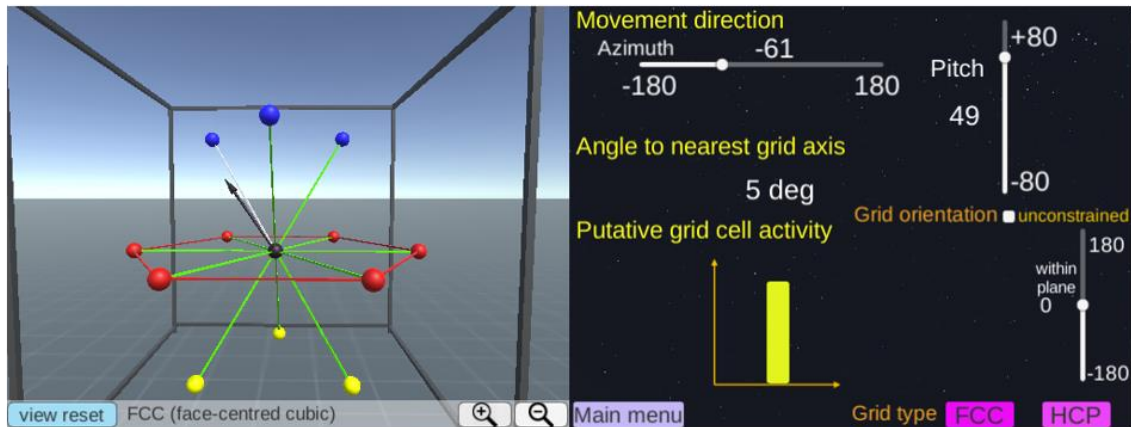 Movement direction
Azimuth
-61
-180
180
Pitch
49
+80
-80
Angle to nearest grid axis
5 deg
Grid orientation
unconstrained
Putative grid cell activity
180
within
plane
0
-180
view reset
FCC (face-centred cubic)
Main menu
Grid type
FCC
HCP